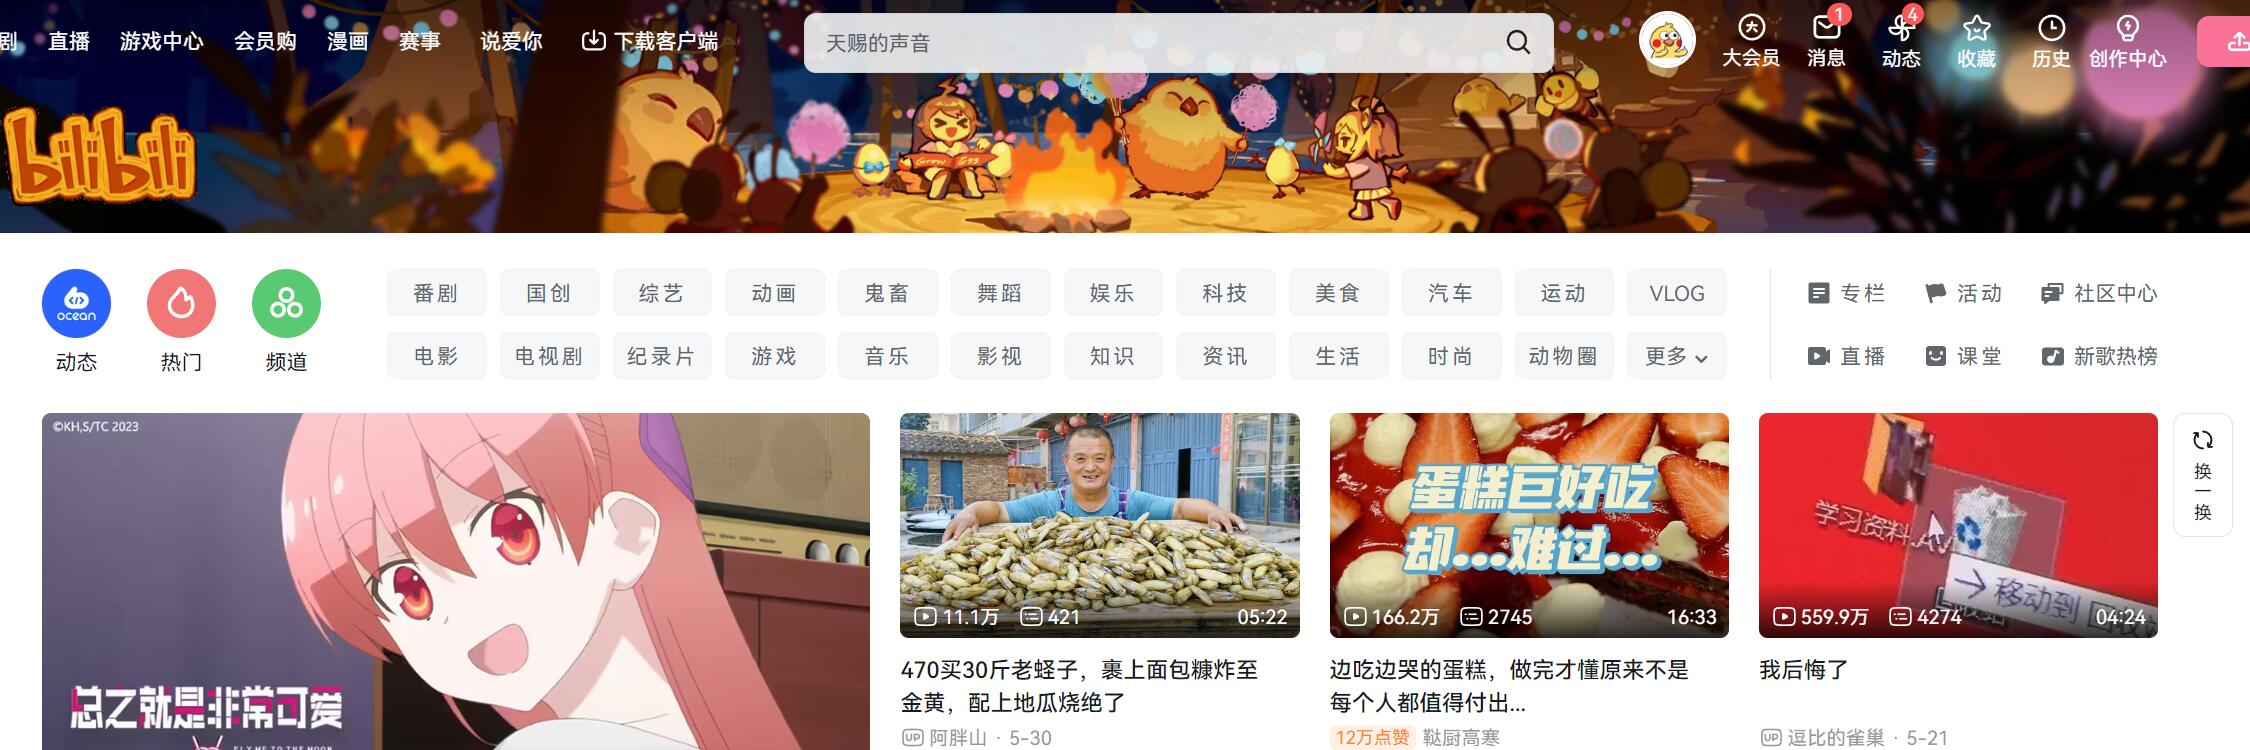 剧 直播 游戏中心 会员购 漫画 赛事 说爱你 下载客户端
天赐的声音
大会员 1 消息 4 动态 收藏 历史 创作中心
bilibili
Grow Egg
ocean
动态 热门 频道
番剧 国创 综艺 动画 鬼畜 舞蹈 娱乐 科技 美食 汽车 运动 VLOG
电影 电视剧 纪录片 游戏 音乐 影视 知识 资讯 生活 时尚 动物圈 更多
专栏 活动 社区中心
直播 课堂 新歌热榜
©KH,S/TC 2023
总之就是非常可爱
FLY ME TO THE MOON
11.1万 421 05:22
470买30斤老蛏子，裹上面包糠炸至
金黄，配上地瓜烧绝了
UP 阿胖山 · 5-30
蛋糕巨好吃
却...难过...
166.2万 2745 16:33
边吃边哭的蛋糕，做完才懂原来不是
每个人都值得付出...
12万点赞 鞑厨高寒
学习资料.AVI
移动到
559.9万 4274 04:24
我后悔了
UP 逗比的雀巢 · 5-21
换
一
换